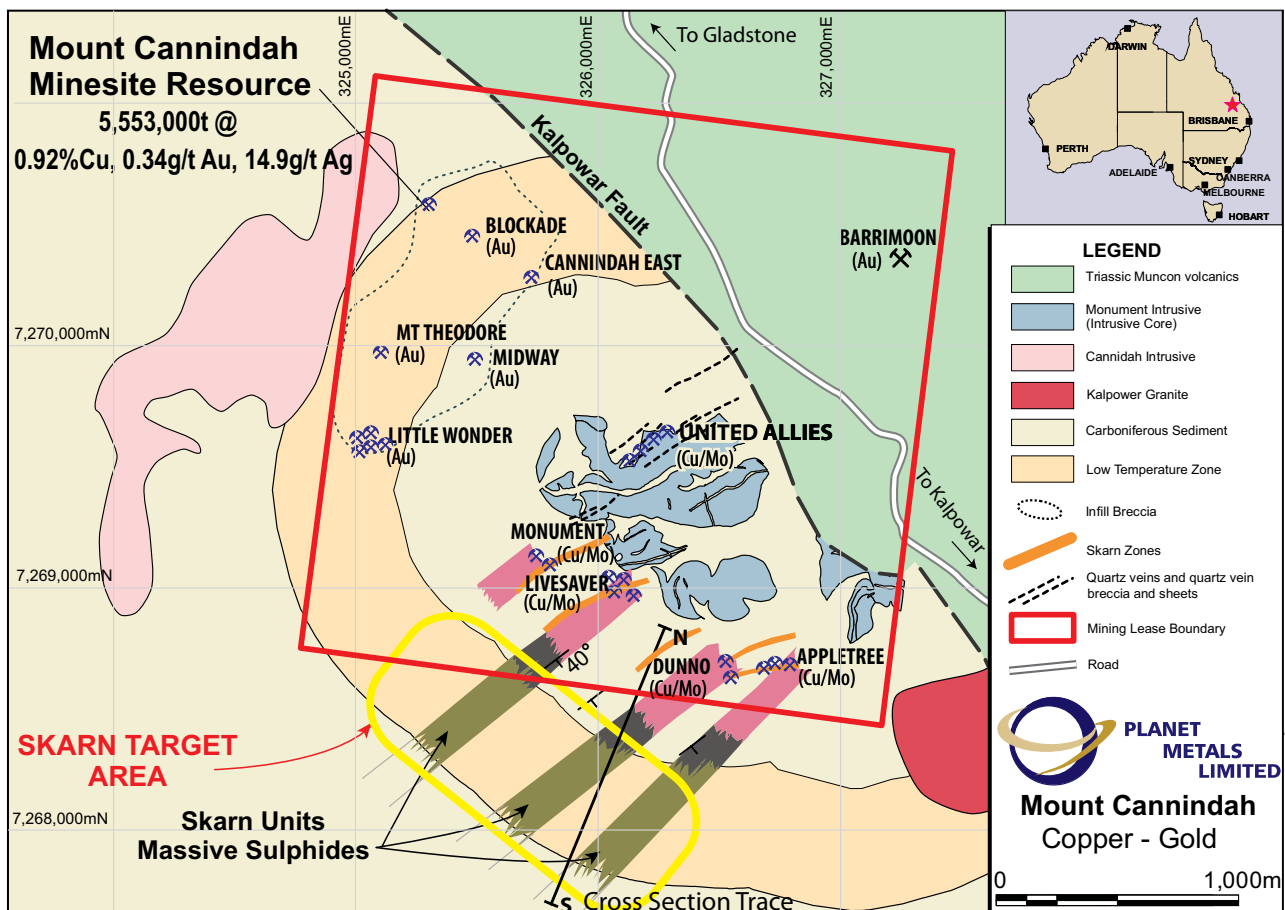 Mount Cannindah
Minesite Resource
5,553,000t @
0.92%Cu, 0.34g/t Au, 14.9g/t Ag
325,000mE
326,000mE
327,000mE
To Gladstone
Kalpowar Fault
BLOCKADE
(Au)
CANNINDAH EAST
(Au)
BARRIMOON
(Au)
7,270,000mN
MT THEODORE
(Au)
MIDWAY
(Au)
LITTLE WONDER
(Au)
UNITED ALLIES
(Cu/Mo)
To Kalpowar
MONUMENT
(Cu/Mo)
7,269,000mN
LIVESAVER
(Cu/Mo)
N
40°
DUNNO
(Cu/Mo)
APPLETREE
(Cu/Mo)
SKARN TARGET
AREA
7,268,000mN
Skarn Units
Massive Sulphides
S
Cross Section Trace
DARWIN
BRISBANE
PERTH
SYDNEY
ADELAIDE
CANBERRA
MELBOURNE
HOBART
LEGEND
Triassic Muncon volcanics
Monument Intrusive
(Intrusive Core)
Cannidah Intrusive
Kalpower Granite
Carboniferous Sediment
Low Temperature Zone
Infill Breccia
Skarn Zones
Quartz veins and quartz vein
breccia and sheets
Mining Lease Boundary
Road
PLANET
METALS
LIMITED
Mount Cannindah
Copper - Gold
0
1,000m